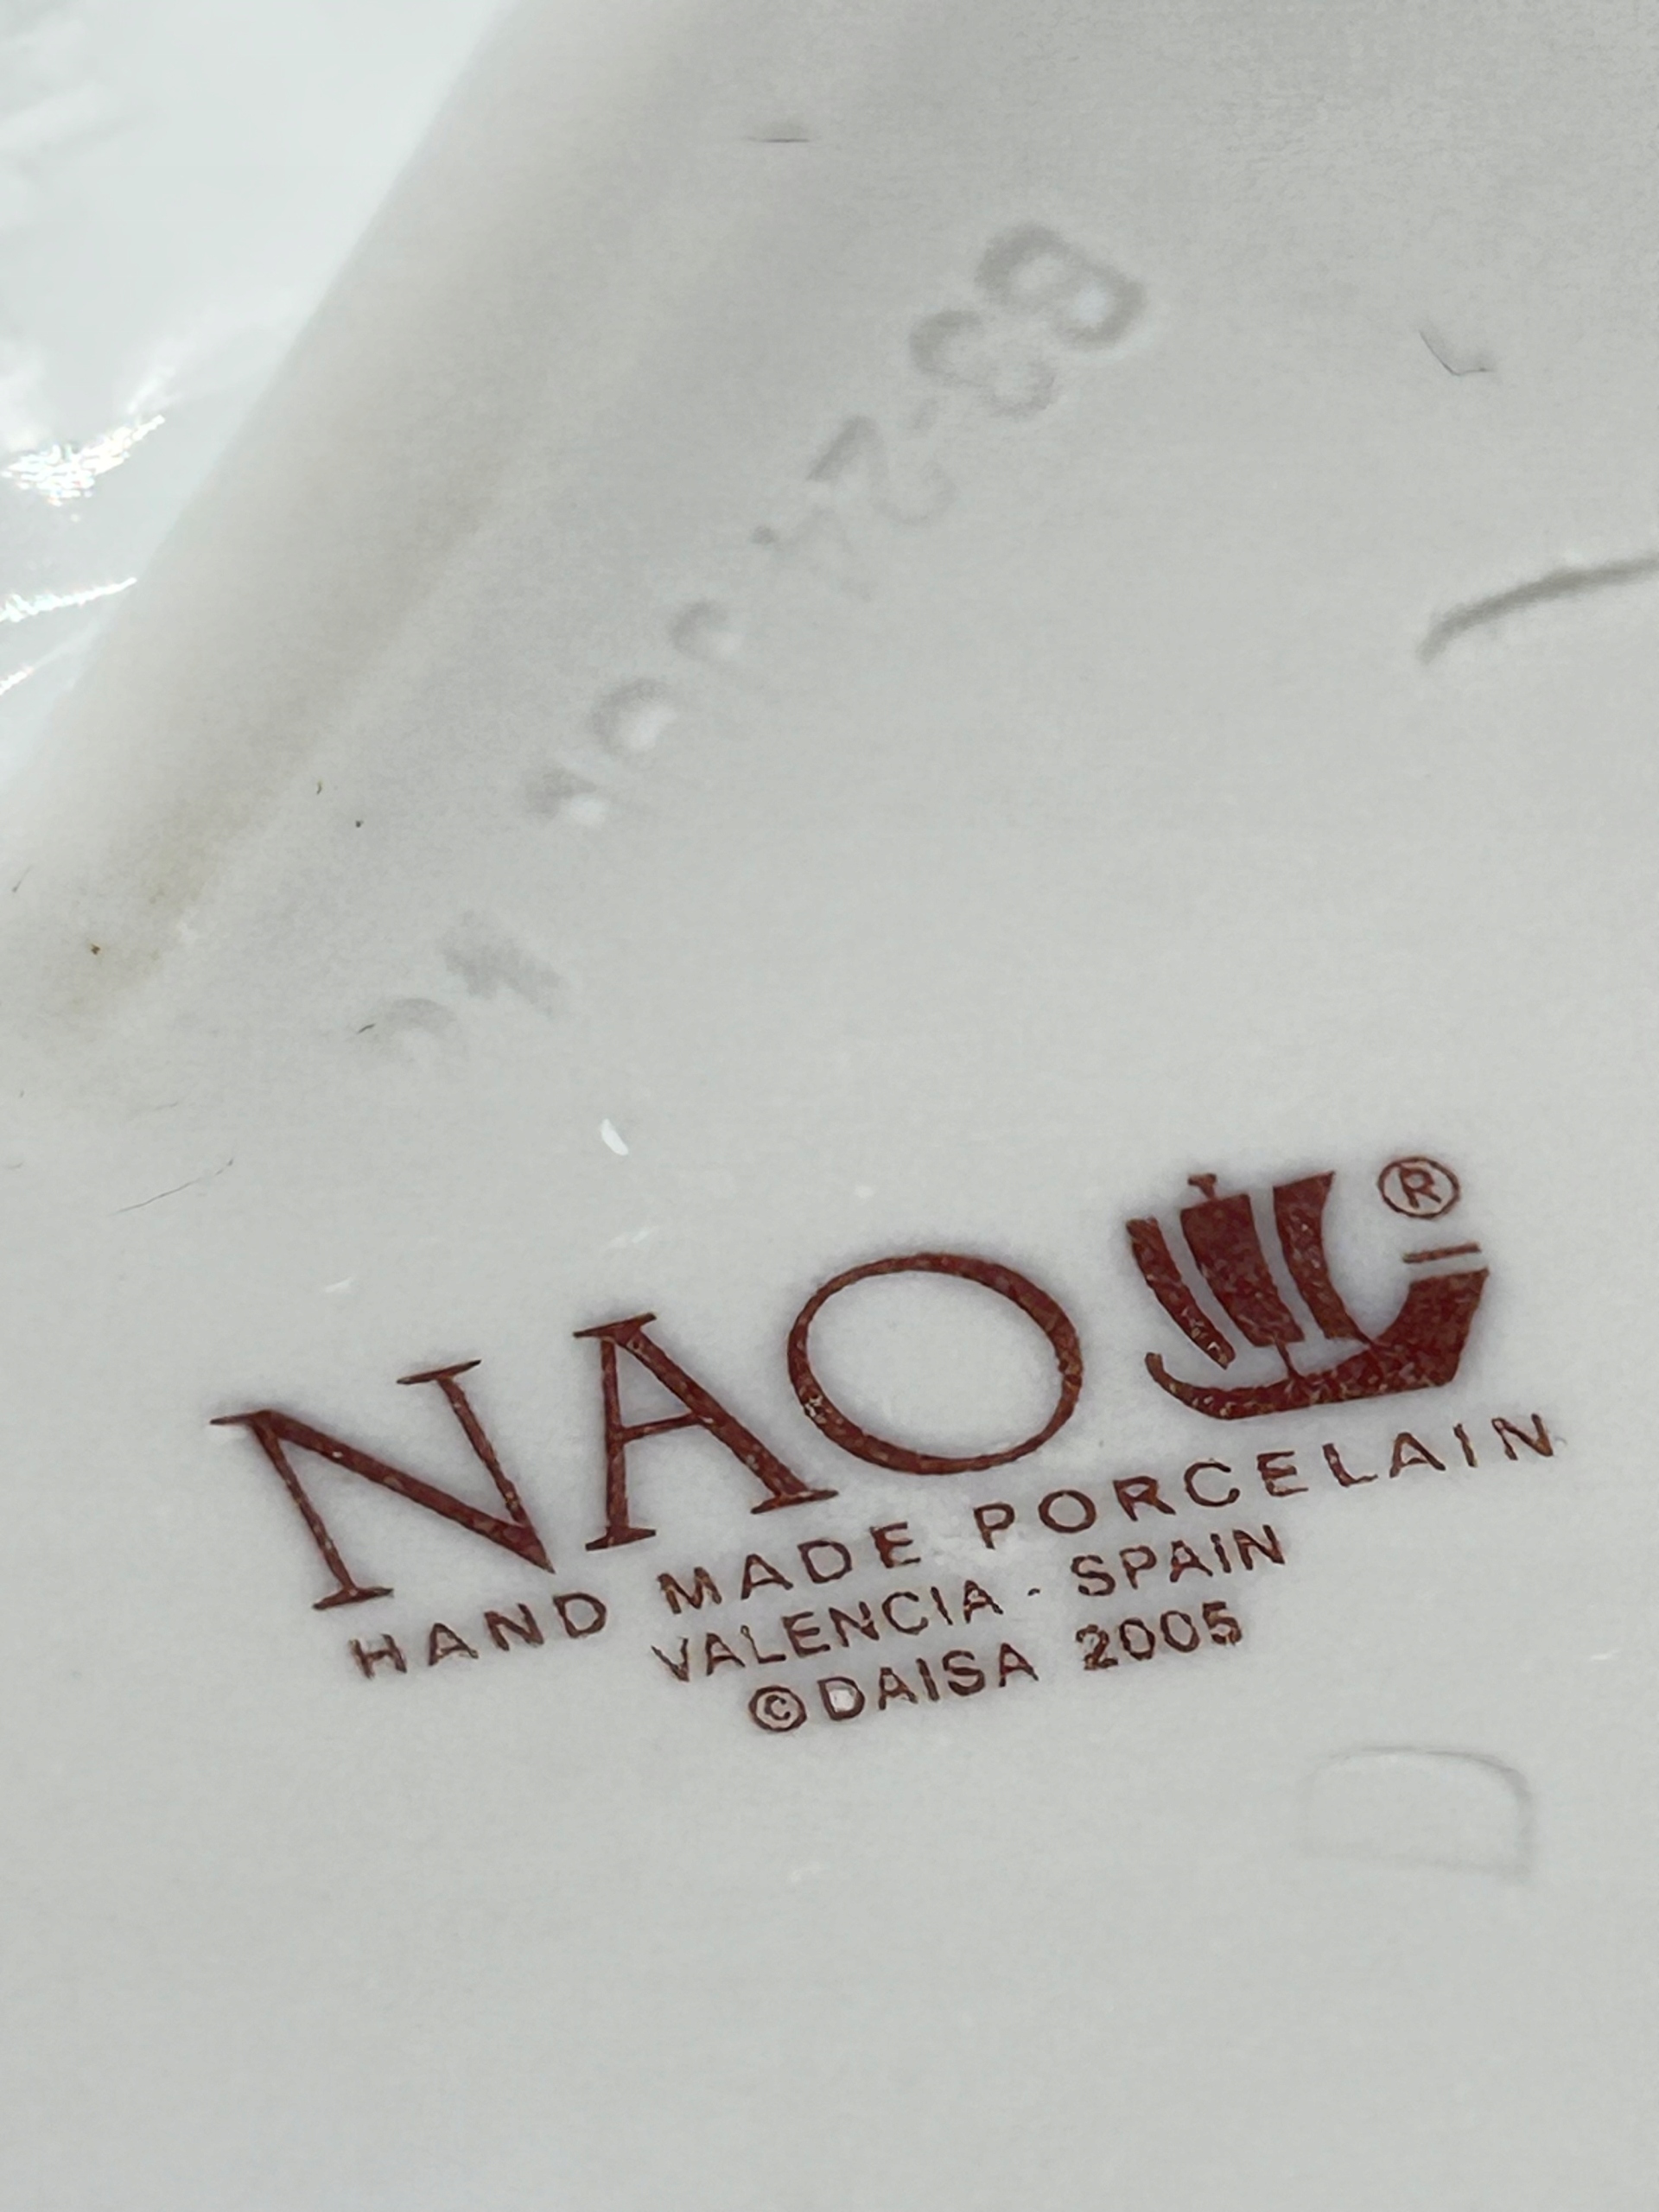 NAO ®
HAND MADE PORCELAIN
VALENCIA - SPAIN
© DAISA 2005
D